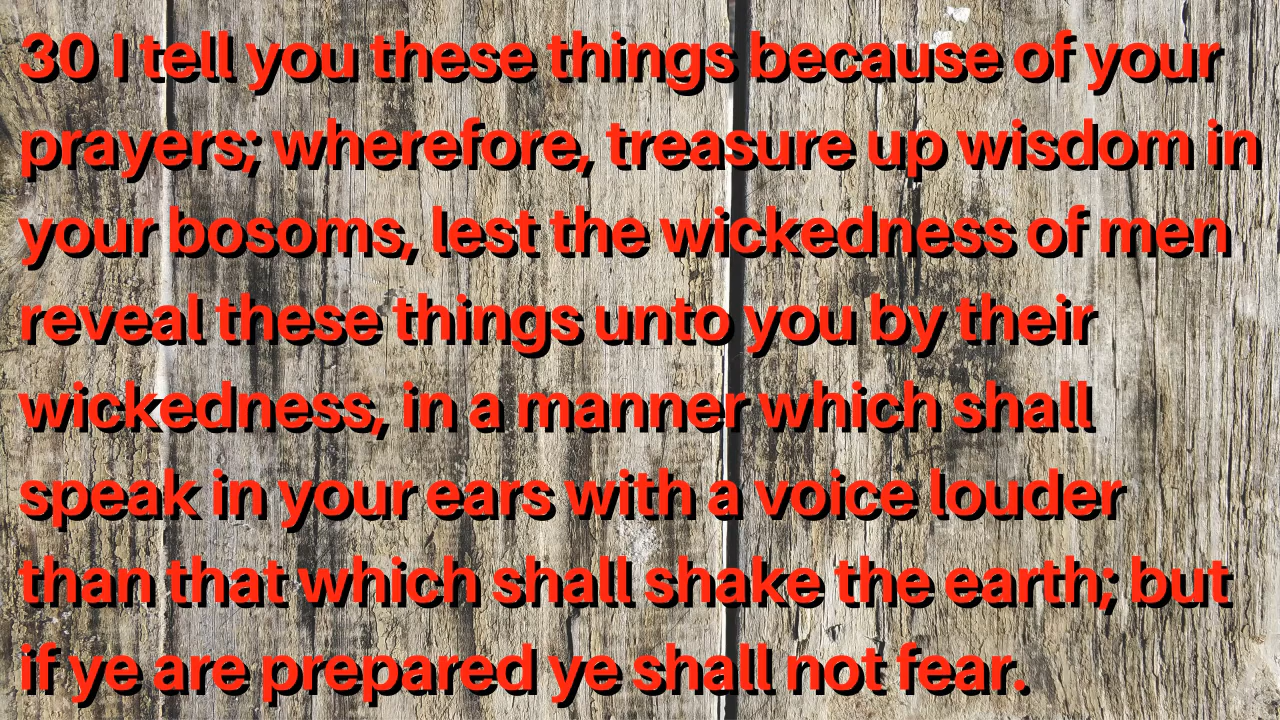 30 I tell you these things because of your
prayers; wherefore, treasure up wisdom in
your bosoms, lest the wickedness of men
reveal these things unto you by their
wickedness, in a manner which shall
speak in your ears with a voice louder
than that which shall shake the earth; but
if ye are prepared ye shall not fear.